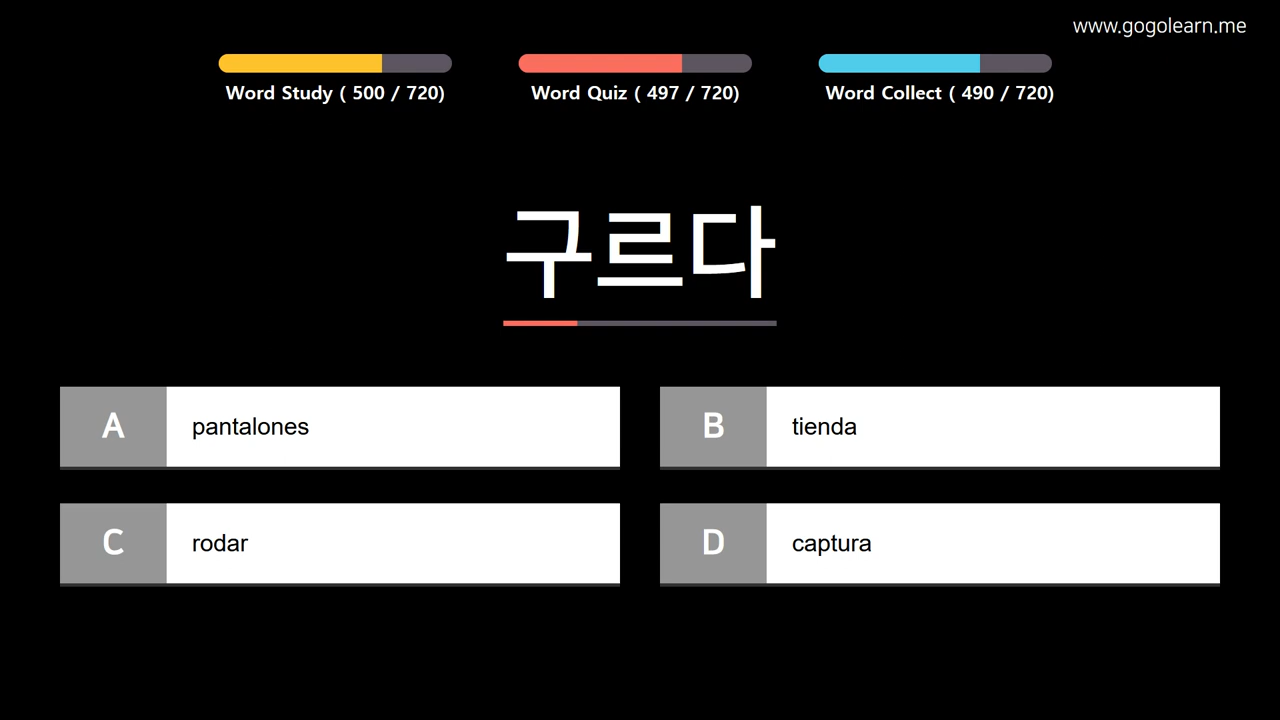 www.gogolearn.me
Word Study ( 500 / 720)
Word Quiz ( 497 / 720)
Word Collect ( 490 / 720)
구르다
A pantalones
B tienda
C rodar
D captura